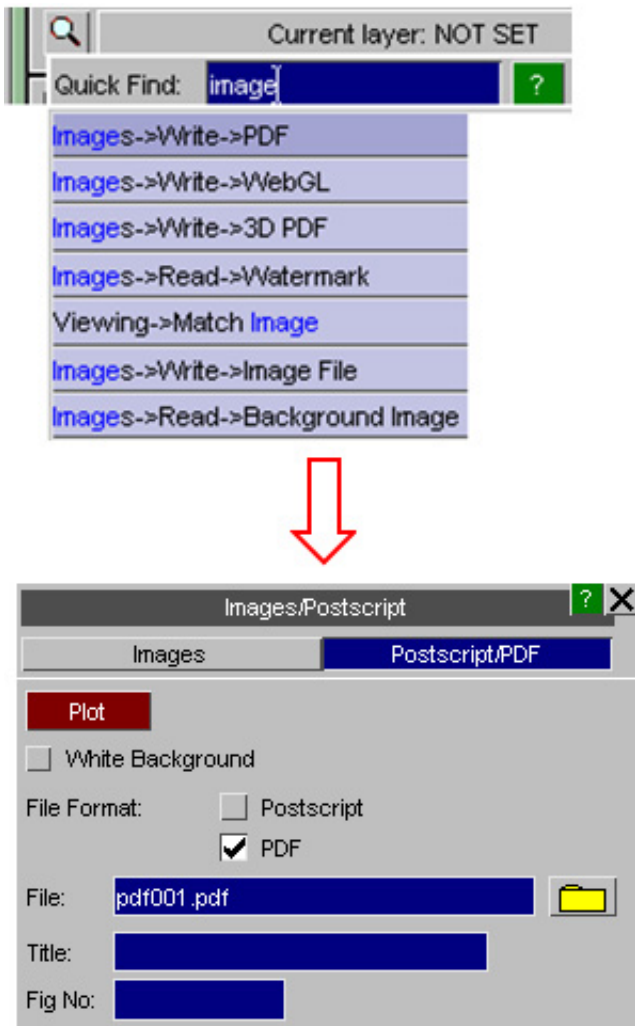 Current layer: NOT SET
Quick Find: image ?
Images->Write->PDF
Images->Write->WebGL
Images->Write->3D PDF
Images->Read->Watermark
Viewing->Match Image
Images->Write->Image File
Images->Read->Background Image
Images/Postscript ? X
Images Postscript/PDF
Plot
White Background
File Format: Postscript
PDF
File: pdf001.pdf
Title:
Fig No: